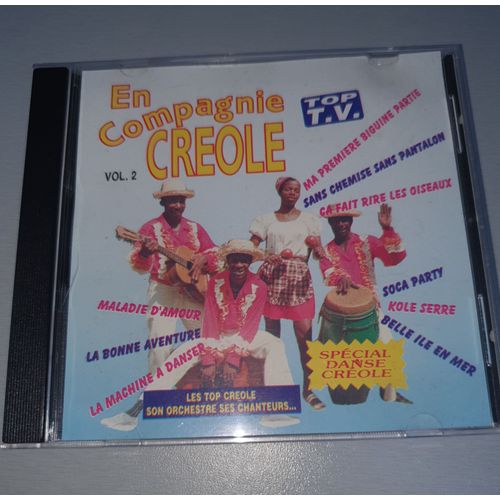 En
Compagnie
CREOLE
VOL. 2
TOP
T.V.
MA PREMIERE BIGUINE PARTIE
SANS CHEMISE SANS PANTALON
ÇA FAIT RIRE LES OISEAUX
SOCA PARTY
KOLE SERRE
BELLE ILE EN MER
MALADIE D'AMOUR
LA BONNE AVENTURE
LA MACHINE A DANSER
SPÉCIAL
DANSE
CRÉOLE
LES TOP CREOLE
SON ORCHESTRE SES CHANTEURS...